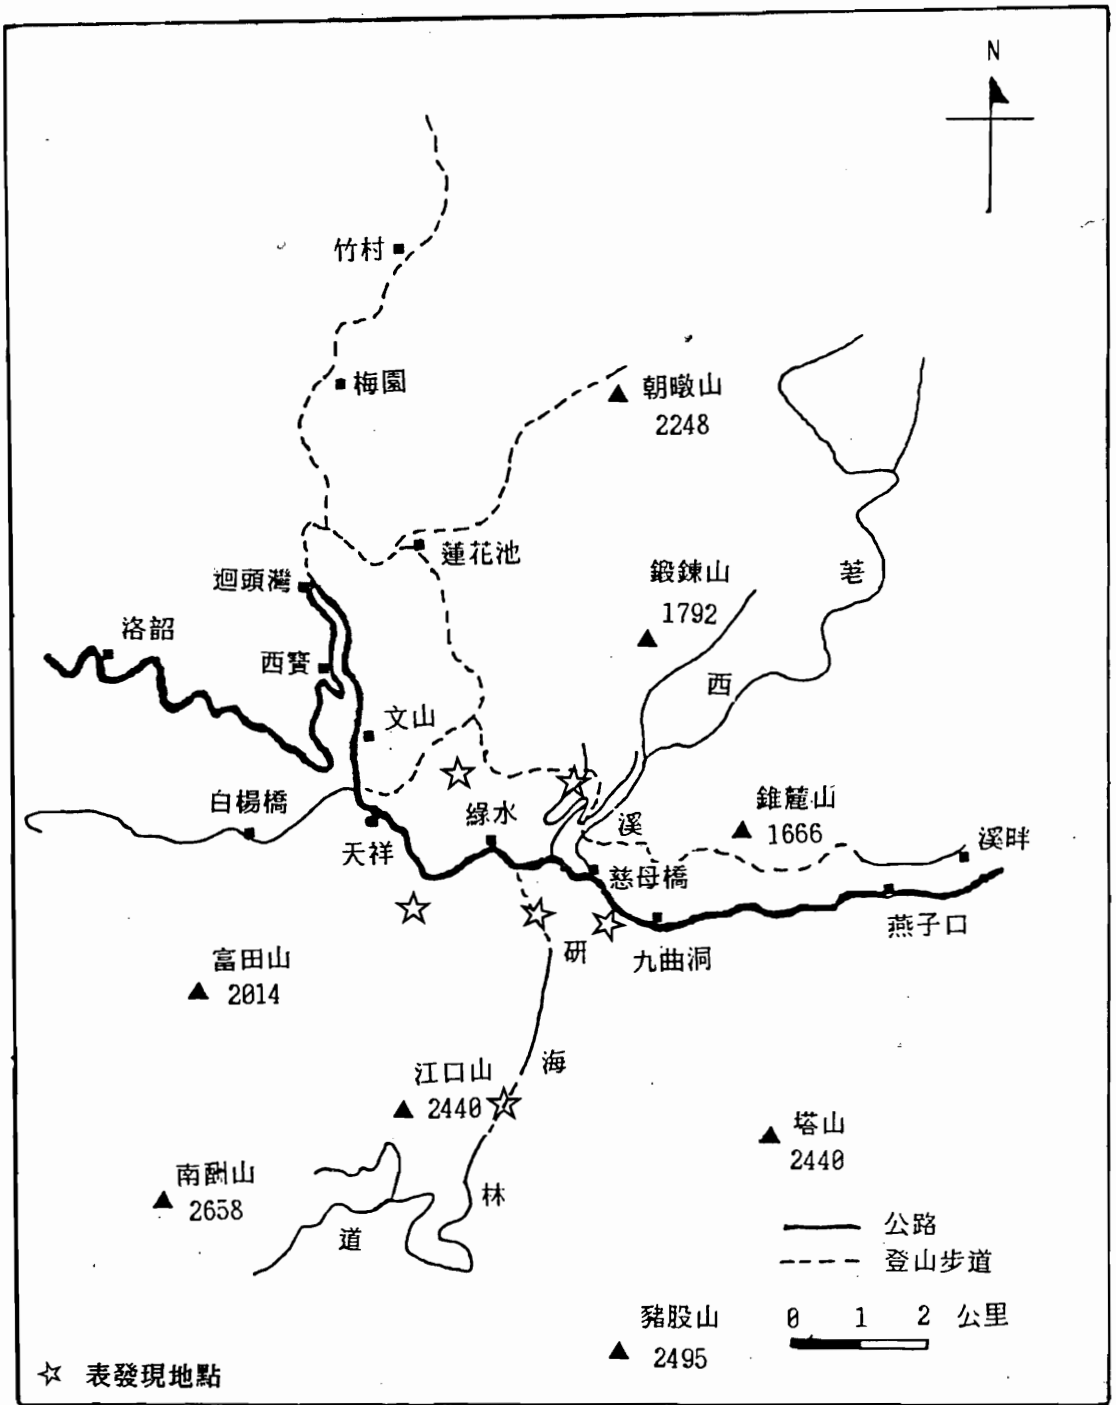 N
竹村
梅園
朝暾山
2248
蓮花池
迴頭灣
鍛鍊山
1792
荖
洛韶
西寶
西
文山
白楊橋
綠水
溪
錐麓山
1666
溪畔
天祥
慈母橋
燕子口
研
九曲洞
富田山
2014
海
江口山
2440
塔山
2440
南酬山
2658
林
道
公路
登山步道
豬股山
2495
0 1 2 公里
☆ 表發現地點